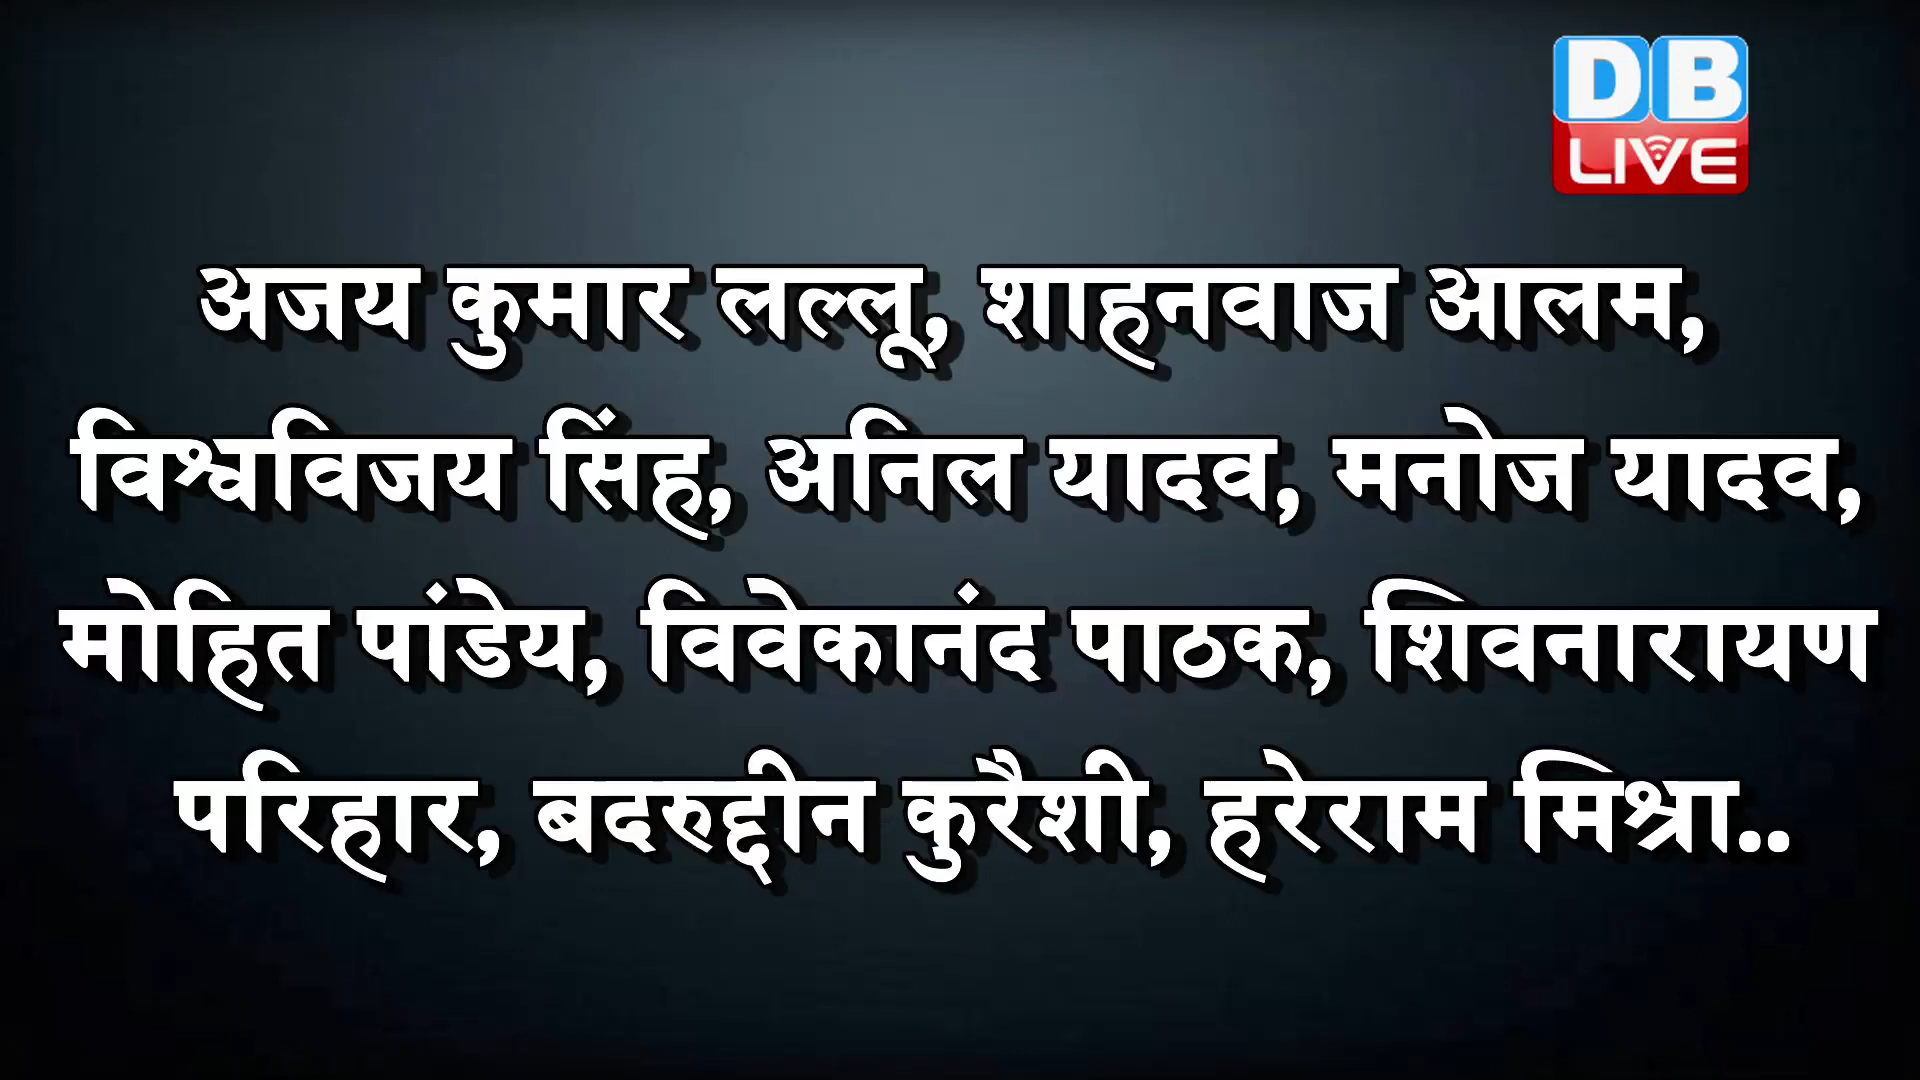 DB
LIVE
अजय कुमार लल्लू, शाहनवाज आलम,
विश्वविजय सिंह, अनिल यादव, मनोज यादव,
मोहित पांडेय, विवेकानंद पाठक, शिवनारायण
परिहार, बदरुद्दीन कुरैशी, हरेराम मिश्रा..